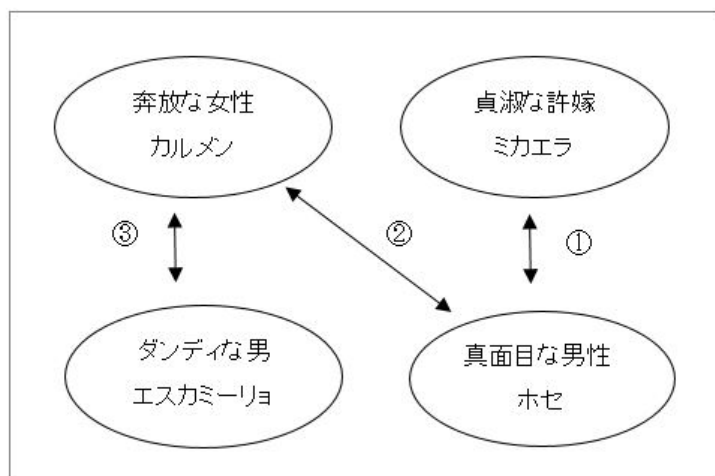 奔放な女性
カルメン
貞淑な許嫁
ミカエラ
③
②
①
ダンディな男
エスカミーリョ
真面目な男性
ホセ